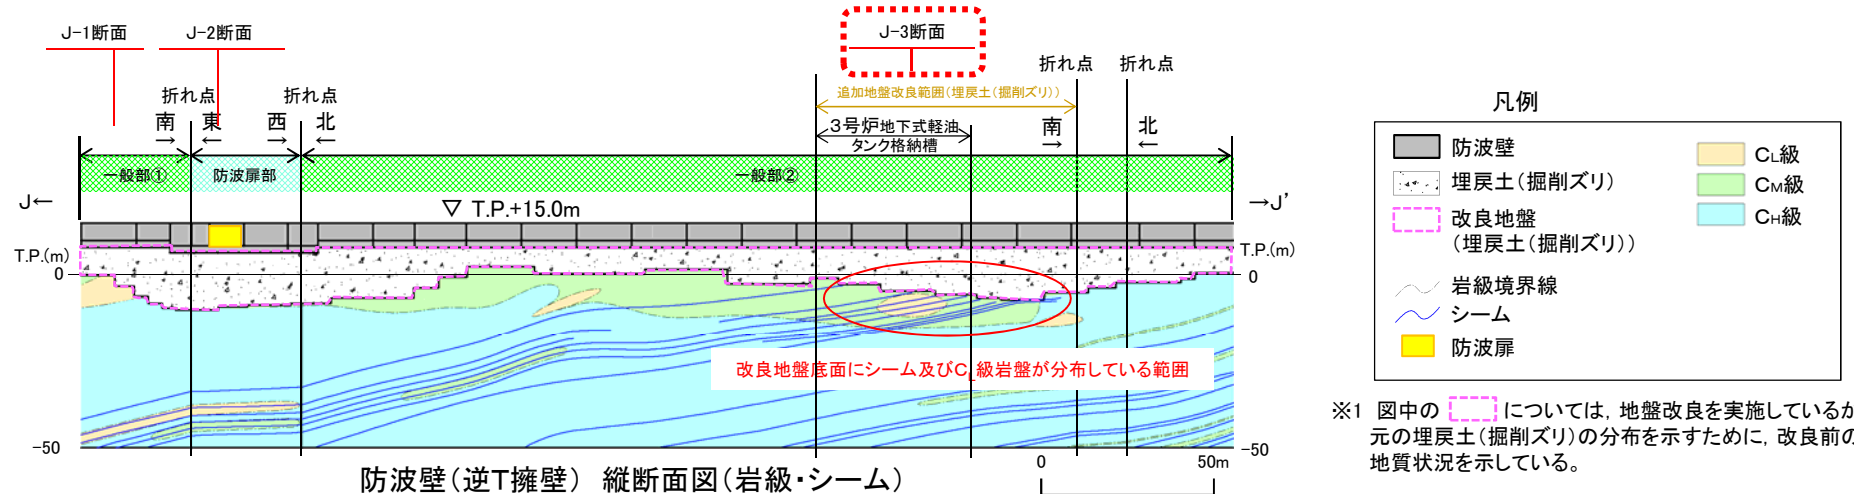 J-1断面
J-2断面
J-3断面
折れ点
折れ点
折れ点
折れ点
追加地盤改良範囲(埋戻土(掘削ズリ))
南
東
西
北
3号炉地下式軽油
タンク格納槽
南
北
→
←
→
←
→
←
一般部①
防波扉部
一般部②
J←
→J'
▽ T.P.+15.0m
T.P.(m)
T.P.(m)
0
0
改良地盤底面にシーム及びCL級岩盤が分布している範囲
-50
-50
0
50m
防波壁(逆T擁壁) 縦断面図(岩級・シーム)
凡例
防波壁
埋戻土(掘削ズリ)
改良地盤
(埋戻土(掘削ズリ))
岩級境界線
シーム
防波扉
CL級
CM級
CH級
※1 図中の については, 地盤改良を実施しているが
元の埋戻土(掘削ズリ)の分布を示すために, 改良前の
地質状況を示している。